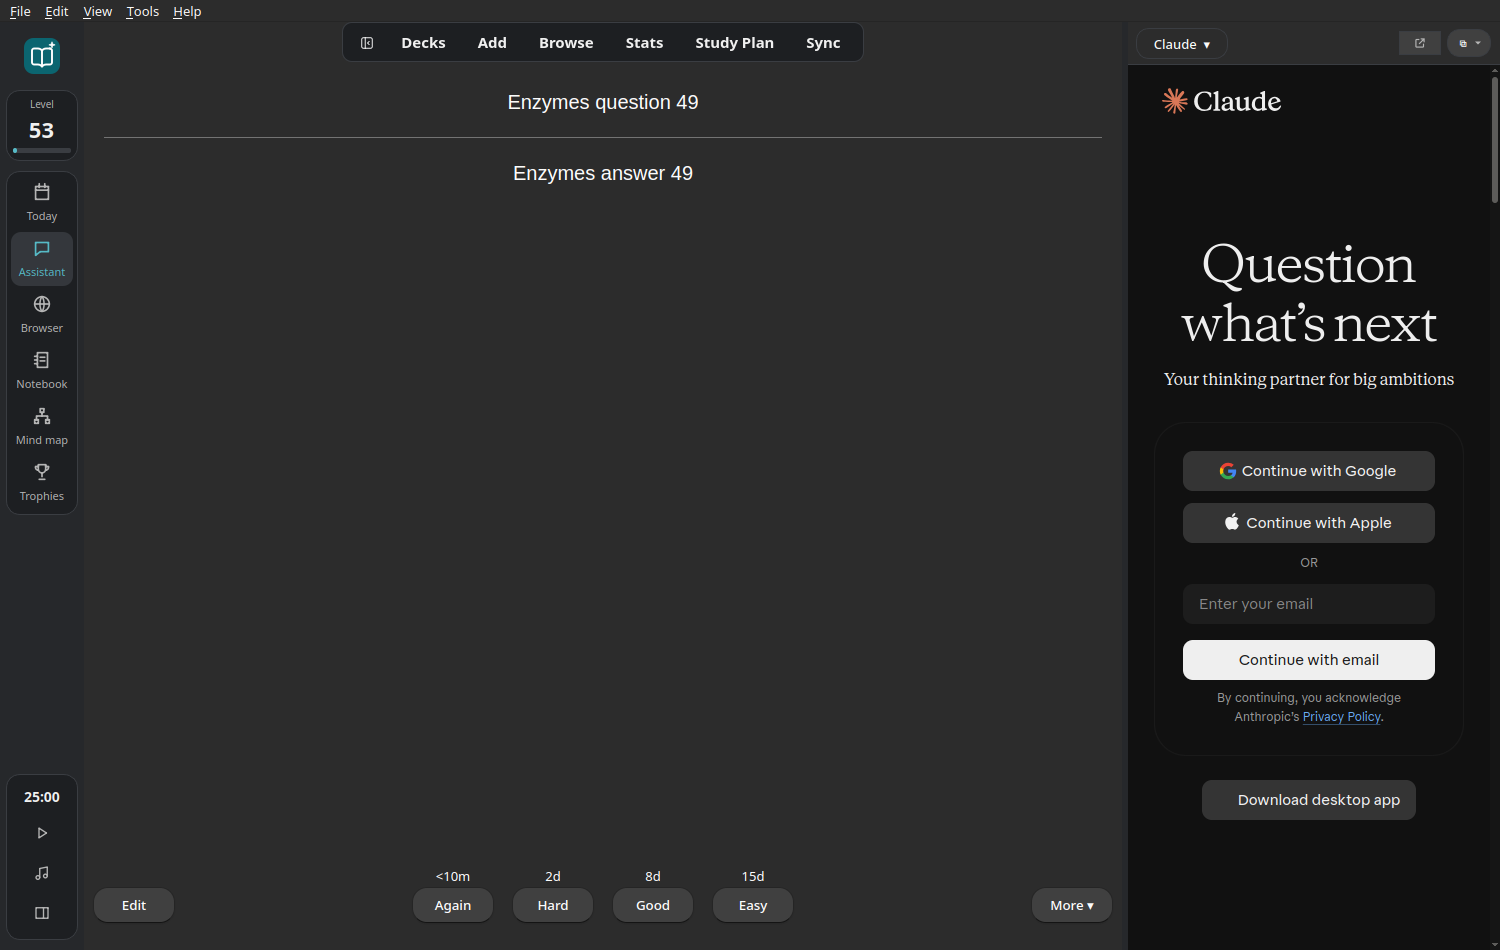 File Edit View Tools Help
Level
53
Today
Assistant
Browser
Notebook
Mind map
Trophies
25:00
Decks Add Browse Stats Study Plan Sync
Enzymes question 49
Enzymes answer 49
<10m 2d 8d 15d
Edit Again Hard Good Easy More ▾
Claude ▾
Claude
Question
what's next
Your thinking partner for big ambitions
Continue with Google
Continue with Apple
OR
Enter your email
Continue with email
By continuing, you acknowledge
Anthropic's Privacy Policy.
Download desktop app